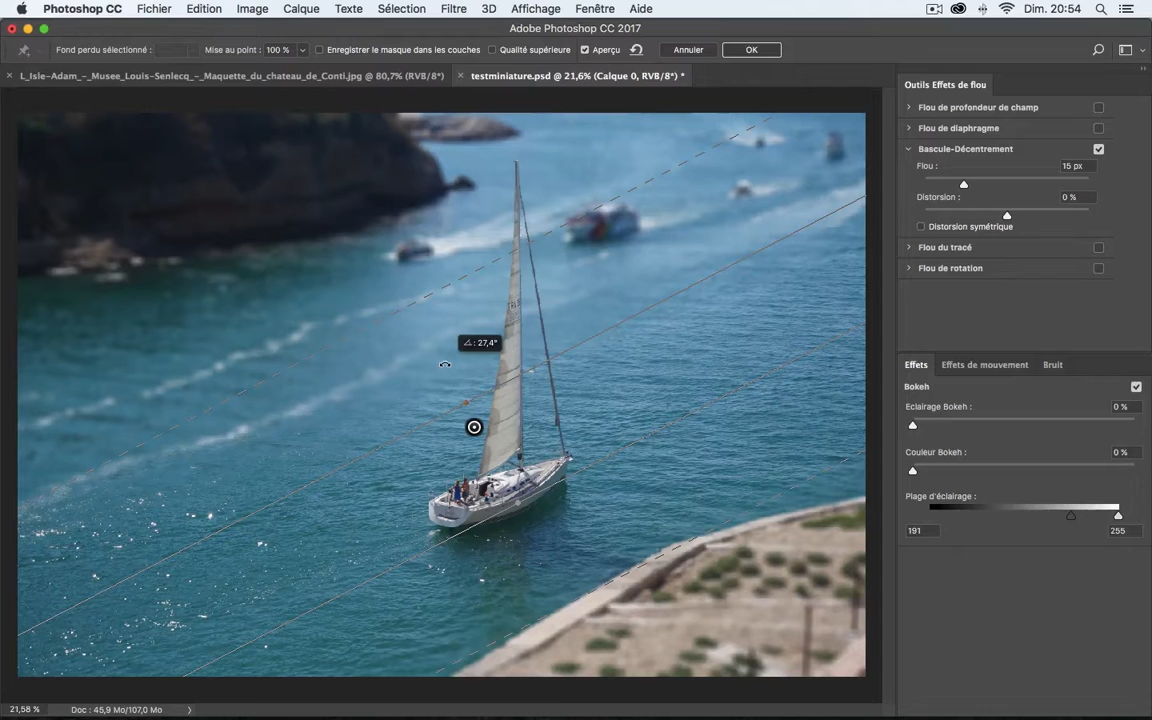 Photoshop CC Fichier Edition Image Calque Texte Sélection Filtre 3D Affichage Fenêtre Aide Dim. 20:54
Adobe Photoshop CC 2017
Fond perdu sélectionné : Mise au point : 100 % Enregistrer le masque dans les couches Qualité supérieure Aperçu Annuler OK
L_Isle-Adam_-_Musee_Louis-Senlecq_-_Maquette_du_chateau_de_Conti.jpg @ 80,7% (RVB/8*) testminiature.psd @ 21,6% (Calque 0, RVB/8*) *
Outils Effets de flou
Flou de profondeur de champ
Flou de diaphragme
Bascule-Décentrement
Flou : 15 px
Distorsion : 0 %
Distorsion symétrique
Flou du tracé
Flou de rotation
: 27,4°
Effets Effets de mouvement Bruit
Bokeh
Eclairage Bokeh : 0 %
Couleur Bokeh : 0 %
Plage d'éclairage :
191 255
21,58 % Doc : 45,9 Mo/107,0 Mo